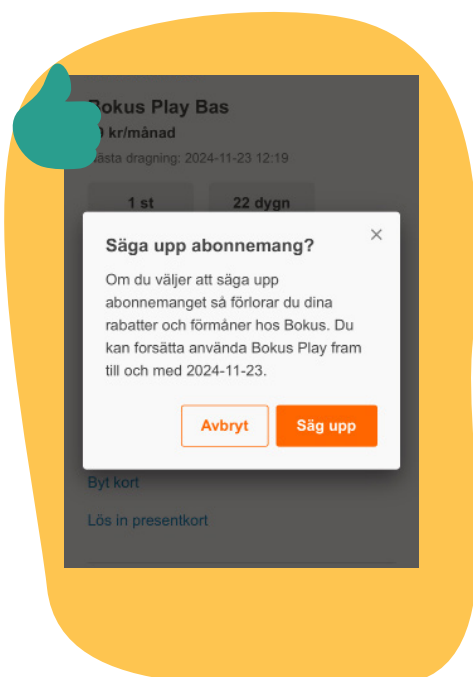 Bokus Play Bas
kr/månad
Nästa dragning: 2024-11-23 12:19
1 st
22 dygn
Säga upp abonnemang?
Om du väljer att säga upp
abonnemanget så förlorar du dina
rabatter och förmåner hos Bokus. Du
kan forsätta använda Bokus Play fram
till och med 2024-11-23.
Avbryt
Säg upp
Byt kort
Lös in presentkort